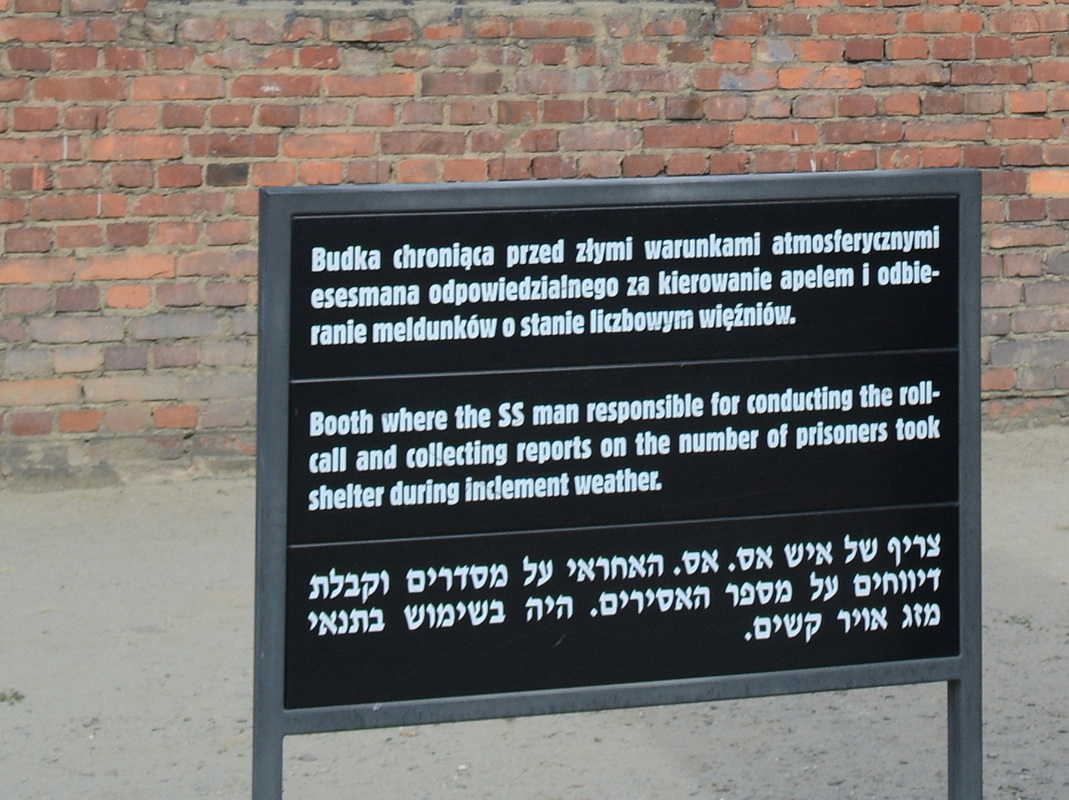 Budka chroniąca przed złymi warunkami atmosferycznymi
esesmana odpowiedzialnego za kierowanie apelem i odbie-
ranie meldunków o stanie liczbowym więźniów.
Booth where the SS man responsible for conducting the roll-
call and collecting reports on the number of prisoners took
shelter during inclement weather.
צריף של איש אס. אס. האחראי על מסדרים וקבלת
דיווחים על מספר האסירים. היה בשימוש בתנאי
מזג אויר קשים.